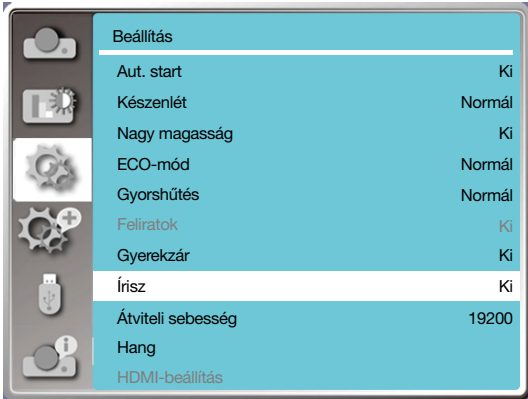 Beállítás
Aut. start Ki
Készenlét Normál
Nagy magasság Ki
ECO-mód Normál
Gyorshűtés Normál
Feliratok Ki
Gyerekzár Ki
Írisz Ki
Átviteli sebesség 19200
Hang
HDMI-beállítás